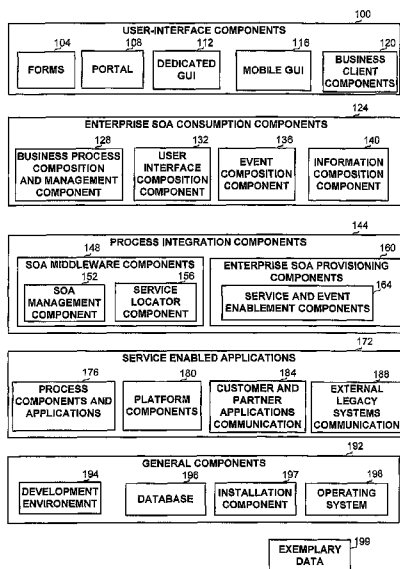 100
USER-INTERFACE COMPONENTS
104 108 112 116 120
FORMS
PORTAL
DEDICATED
GUI
MOBILE GUI
BUSINESS
CLIENT
COMPONENTS
124
ENTERPRISE SOA CONSUMPTION COMPONENTS
128 132 136 140
BUSINESS PROCESS
COMPOSITION
AND MANAGEMENT
COMPONENT
USER
INTERFACE
COMPOSITION
COMPONENT
EVENT
COMPOSITION
COMPONENT
INFORMATION
COMPOSITION
COMPONENT
144
PROCESS INTEGRATION COMPONENTS
148 160
SOA MIDDLEWARE COMPONENTS
152 156
SOA
MANAGEMENT
COMPONENT
SERVICE
LOCATOR
COMPONENT
ENTERPRISE SOA PROVISIONING
COMPONENTS
164
SERVICE AND EVENT
ENABLEMENT COMPONENTS
172
SERVICE ENABLED APPLICATIONS
176 180 184 188
PROCESS
COMPONENTS AND
APPLICATIONS
PLATFORM
COMPONENTS
CUSTOMER AND
PARTNER
APPLICATIONS
COMMUNICATION
EXTERNAL
LEGACY
SYSTEMS
COMMUNICATION
192
GENERAL COMPONENTS
194 196 197 198
DEVELOPMENT
ENVIRONEMNT
DATABASE
INSTALLATION
COMPONENT
OPERATING
SYSTEM
199
EXEMPLARY
DATA